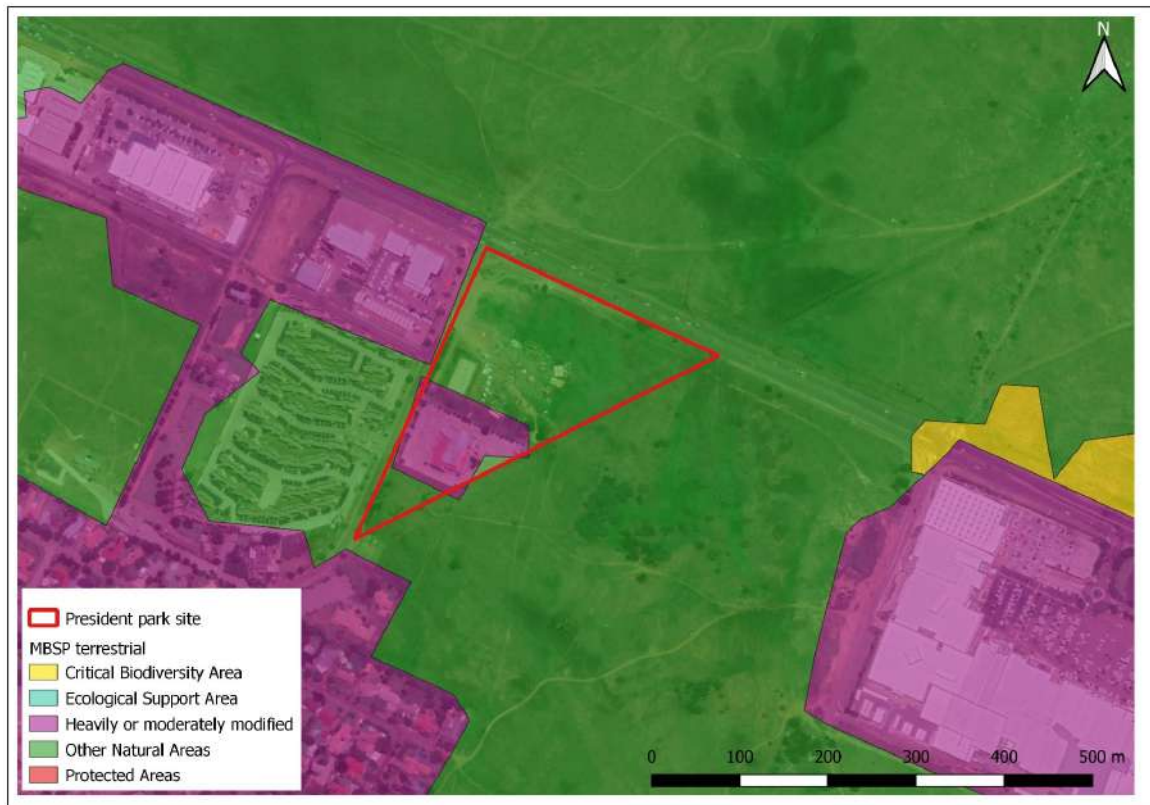 N
President park site
MBSP terrestrial
Critical Biodiversity Area
Ecological Support Area
Heavily or moderately modified
Other Natural Areas
Protected Areas
0 100 200 300 400 500 m